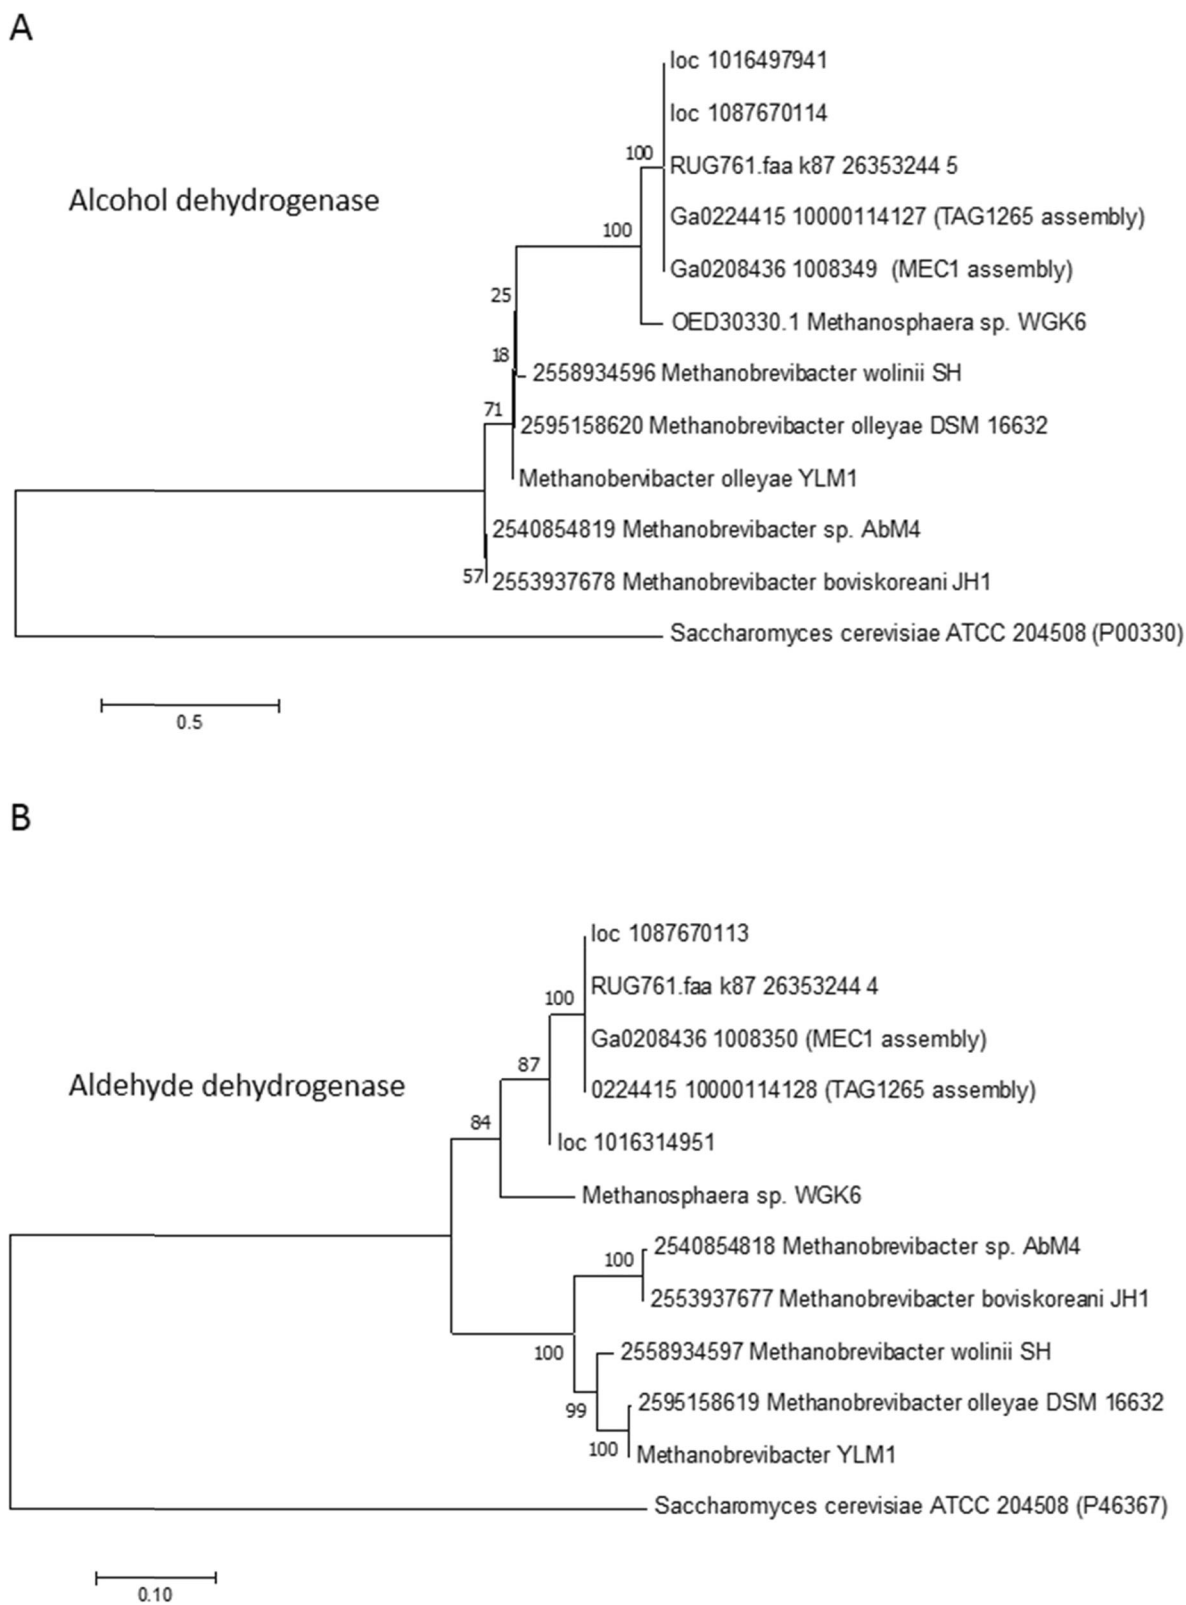 A
loc 1016497941
loc 1087670114
100
RUG761.faa k87 26353244 5
Alcohol dehydrogenase
Ga0224415 10000114127 (TAG1265 assembly)
100
Ga0208436 1008349 (MEC1 assembly)
25
OED30330.1 Methanosphaera sp. WGK6
18
2558934596 Methanobrevibacter wolinii SH
71
2595158620 Methanobrevibacter olleyae DSM 16632
Methanobervibacter olleyae YLM1
2540854819 Methanobrevibacter sp. AbM4
57
2553937678 Methanobrevibacter boviskoreani JH1
Saccharomyces cerevisiae ATCC 204508 (P00330)
0.5
B
loc 1087670113
RUG761.faa k87 26353244 4
100
Ga0208436 1008350 (MEC1 assembly)
87
Aldehyde dehydrogenase
0224415 10000114128 (TAG1265 assembly)
84
loc 1016314951
Methanosphaera sp. WGK6
2540854818 Methanobrevibacter sp. AbM4
100
2553937677 Methanobrevibacter boviskoreani JH1
100
2558934597 Methanobrevibacter wolinii SH
2595158619 Methanobrevibacter olleyae DSM 16632
99
100
Methanobrevibacter YLM1
Saccharomyces cerevisiae ATCC 204508 (P46367)
0.10